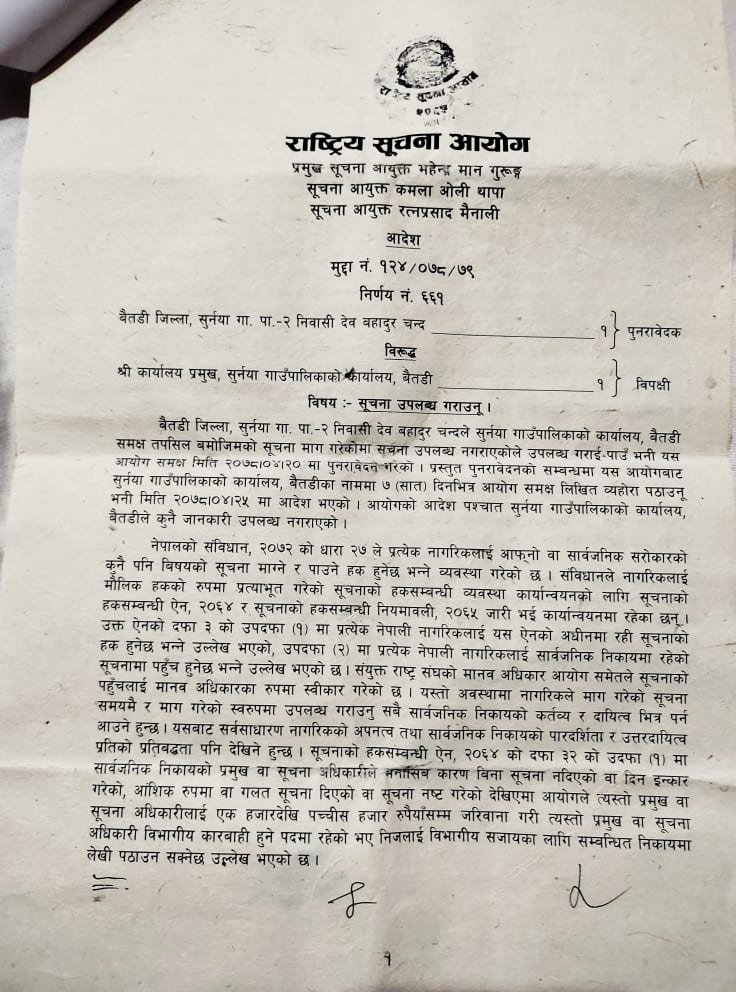 राष्ट्रिय सूचना आयोग
२०६५
राष्ट्रिय सूचना आयोग
प्रमुख सूचना आयुक्त महेन्द्र मान गुरूङ्ग
सूचना आयुक्त कमला ओली थापा
सूचना आयुक्त रत्नप्रसाद मैनाली
आदेश
मुद्दा नं. १२४/०७८/७९
निर्णय नं. ६६१
बैतडी जिल्ला, सुर्नया गा. पा.-२ निवासी देव बहादुर चन्द ____________ १ } पुनरावेदक
विरूद्ध
श्री कार्यालय प्रमुख, सुर्नया गाउँपालिकाको कार्यालय, बैतडी ____________ १ } विपक्षी
विषय :- सूचना उपलब्ध गराउनू ।
बैतडी जिल्ला, सुर्नया गा. पा.-२ निवासी देव बहादुर चन्दले सुर्नया गाउँपालिकाको कार्यालय, बैतडी
समक्ष तपसिल बमोजिमको सूचना माग गरेकोमा सूचना उपलब्ध नगराएकोले उपलब्ध गराई-पाउँ भनी यस
आयोग समक्ष मिति २०७८।०४।२० मा पुनरावेदन गरेको । प्रस्तुत पुनरावेदनको सम्बन्धमा यस आयोगबाट
सुर्नया गाउँपालिकाको कार्यालय, बैतडीका नाममा ७ (सात) दिनभित्र आयोग समक्ष लिखित व्यहोरा पठाउनू
भनी मिति २०७८।०४।२५ मा आदेश भएको । आयोगको आदेश पश्चात सुर्नया गाउँपालिकाको कार्यालय,
बैतडीले कुनै जानकारी उपलब्ध नगराएको ।
नेपालको संविधान, २०७२ को धारा २७ ले प्रत्येक नागरिकलाई आफ्नो वा सार्वजनिक सरोकारको
कुनै पनि बिषयको सूचना माग्ने र पाउने हक हुनेछ भन्ने व्यवस्था गरेको छ । संविधानले नागरिकलाई
मौलिक हकको रुपमा प्रत्याभूत गरेको सूचनाको हकसम्बन्धी व्यवस्था कार्यान्वयनको लागि सूचनाको
हकसम्बन्धी ऐन, २०६४ र सूचनाको हकसम्बन्धी नियमावली, २०६५ जारी भई कार्यान्वयनमा रहेका छन् ।
उक्त ऐनको दफा ३ को उपदफा (१) मा प्रत्येक नेपाली नागरिकलाई यस ऐनको अधीनमा रही सूचनाको
हक हुनेछ भन्ने उल्लेख भएको, उपदफा (२) मा प्रत्येक नेपाली नागरिकलाई सार्वजनिक निकायमा रहेको
सूचनामा पहुँच हुनेछ भन्ने उल्लेख भएको छ । संयुक्त राष्ट्र संघको मानव अधिकार आयोग समेतले सूचनाको
पहुँचलाई मानव अधिकारका रुपमा स्वीकार गरेको छ । यस्तो अवस्थामा नागरिकले माग गरेको सूचना
समयमै र माग गरेको स्वरुपमा उपलब्ध गराउनु सबै सार्वजनिक निकायको कर्तव्य र दायित्व भित्र पर्न
आउने हुन्छ । यसबाट सर्वसाधारण नागरिकको अपनत्व तथा सार्वजनिक निकायको पारदर्शिता र उत्तरदायित्व
प्रतिको प्रतिवद्धता पनि देखिने हुन्छ । सूचनाको हकसम्बन्धी ऐन, २०६४ को दफा ३२ को उदफा (१) मा
सार्वजनिक निकायको प्रमुख वा सूचना अधिकारीले मनासिब कारण बिना सूचना नदिएको वा दिन इन्कार
गरेको, आंशिक रुपमा वा गलत सूचना दिएको वा सूचना नष्ट गरेको देखिएमा आयोगले त्यस्तो प्रमुख वा
सूचना अधिकारीलाई एक हजारदेखि पच्चीस हजार रुपैयाँसम्म जरिवाना गरी त्यस्तो प्रमुख वा सूचना
अधिकारी विभागीय कारवाही हुने पदमा रहेको भए निजलाई विभागीय सजायका लागि सम्वन्धित निकायमा
लेखी पठाउन सक्नेछ उल्लेख भएको छ ।
१